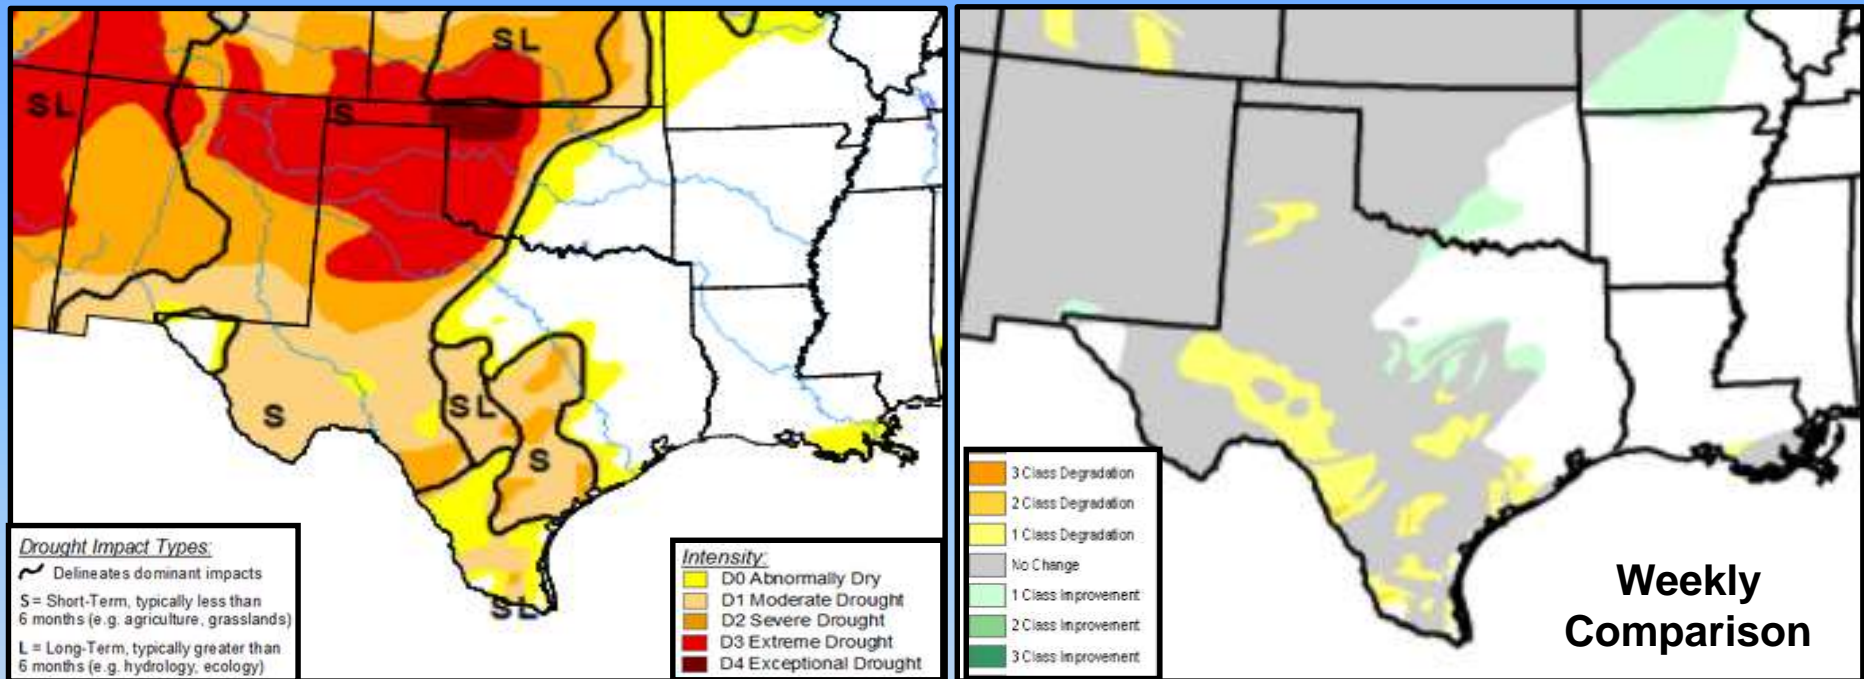 SL
SL
S
S
SL
S
SL
Drought Impact Types:
Delineates dominant impacts
S = Short-Term, typically less than
6 months (e.g. agriculture, grasslands)
L = Long-Term, typically greater than
6 months (e.g. hydrology, ecology)
Intensity:
D0 Abnormally Dry
D1 Moderate Drought
D2 Severe Drought
D3 Extreme Drought
D4 Exceptional Drought
3 Class Degradation
2 Class Degradation
1 Class Degradation
No Change
1 Class Improvement
2 Class Improvement
3 Class Improvement
Weekly
Comparison